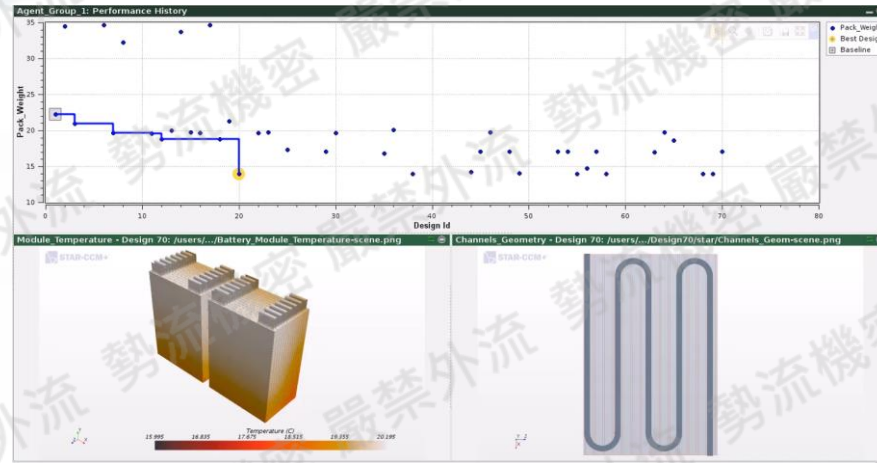 Agent_Group_1: Performance History
Pack_Weight
35
30
25
20
15
10
0 10 20 30 40 50 60 70 80
Design Id
Best Design
Baseline
Module_Temperature - Design 70: /users/.../Battery_Module_Temperature-scene.png
STAR-CCM+
Temperature (C)
15.995 16.835 17.675 18.515 19.355 20.195
Channels_Geometry - Design 70: /users/.../Design70/star/Channels_Geom-scene.png
STAR-CCM+
勢流機密 嚴禁外流